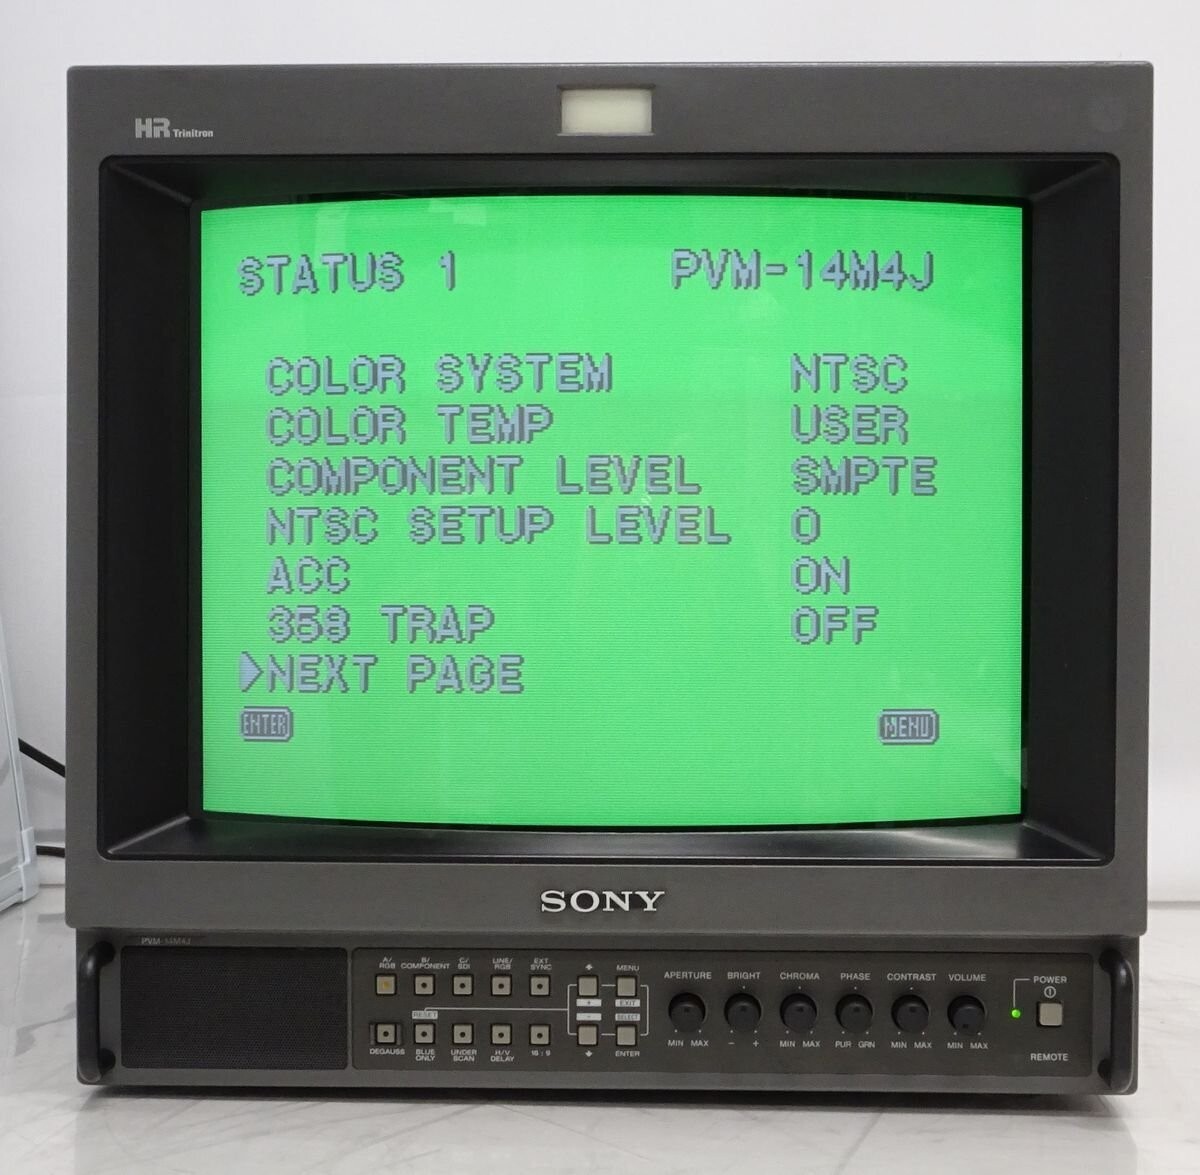 HR Trinitron
STATUS 1 PVM-14M4J
COLOR SYSTEM NTSC
COLOR TEMP USER
COMPONENT LEVEL SMPTE
NTSC SETUP LEVEL 0
ACC ON
358 TRAP OFF
▶NEXT PAGE
ENTER MENU
SONY
PVM-14M4J
A/ RGB B/ COMPONENT C/ SDI LINE/ RGB EXT SYNC MENU
+ EXIT
RESET - SELECT
DEGAUSS BLUE ONLY UNDER SCAN H/V DELAY 16:9 ENTER
APERTURE BRIGHT CHROMA PHASE CONTRAST VOLUME POWER
MIN MAX - + MIN MAX PUR GRN MIN MAX MIN MAX
REMOTE